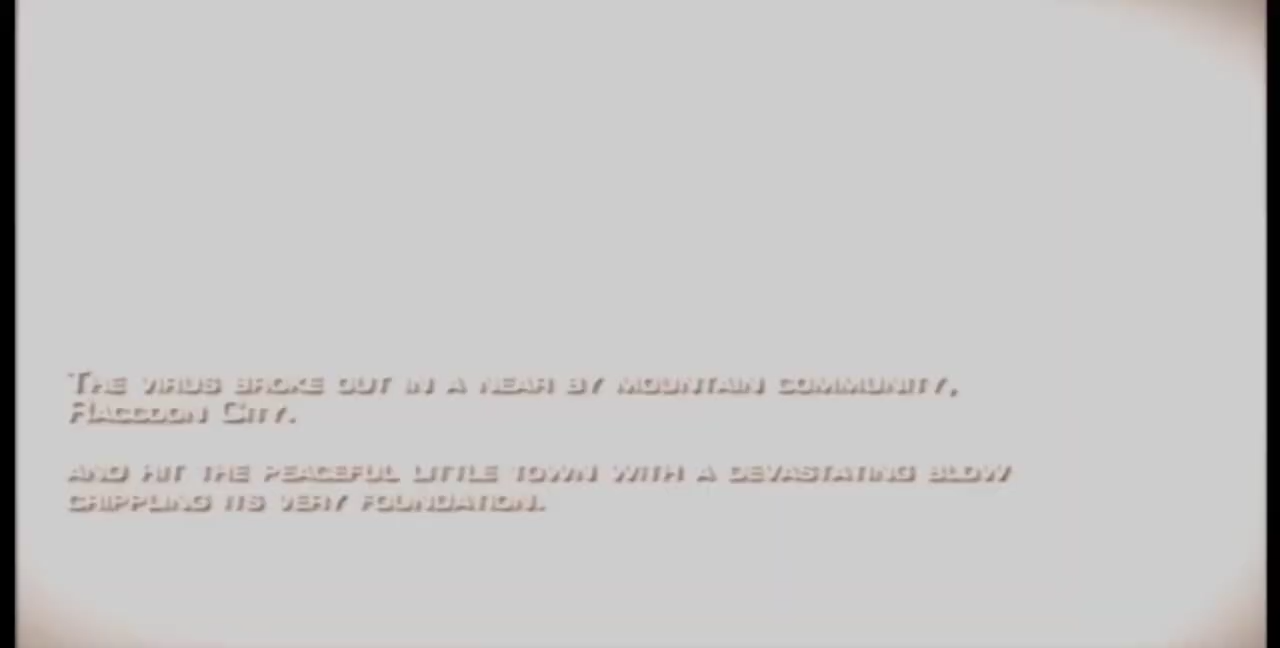 The virus broke out in a near by mountain community,
Raccoon City.
and hit the peaceful little town with a devastating blow
crippling its very foundation.